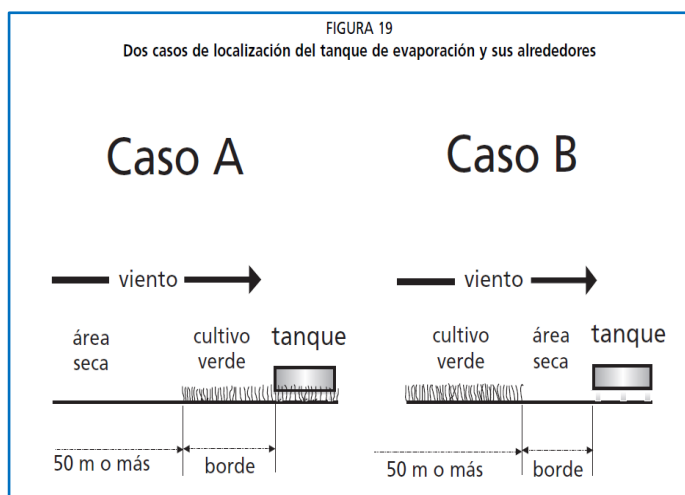 FIGURA 19
Dos casos de localización del tanque de evaporación y sus alrededores
Caso A
viento
área
seca
cultivo
verde
tanque
50 m o más
borde
Caso B
viento
cultivo
verde
área
seca
tanque
50 m o más
borde